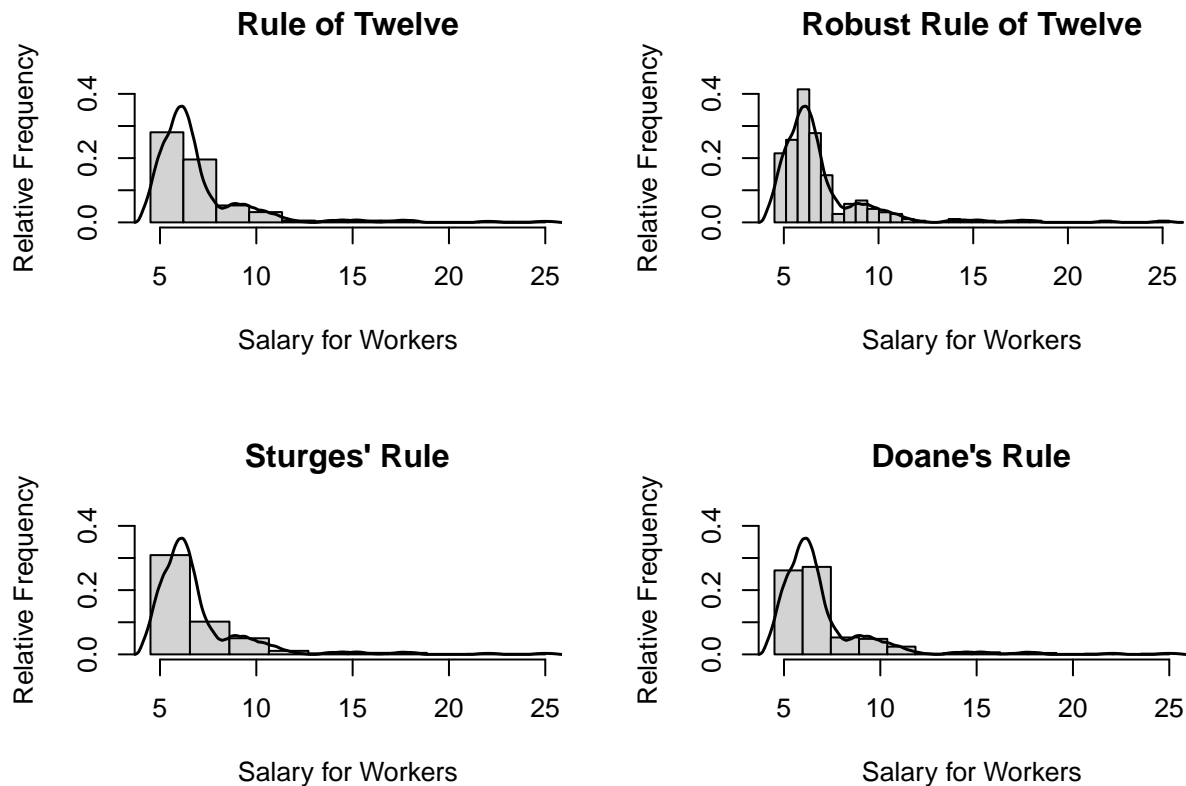 Rule of Twelve
Relative Frequency
0.0 0.2 0.4
5 10 15 20 25
Salary for Workers
Robust Rule of Twelve
Relative Frequency
0.0 0.2 0.4
5 10 15 20 25
Salary for Workers
Sturges' Rule
Relative Frequency
0.0 0.2 0.4
5 10 15 20 25
Salary for Workers
Doane's Rule
Relative Frequency
0.0 0.2 0.4
5 10 15 20 25
Salary for Workers